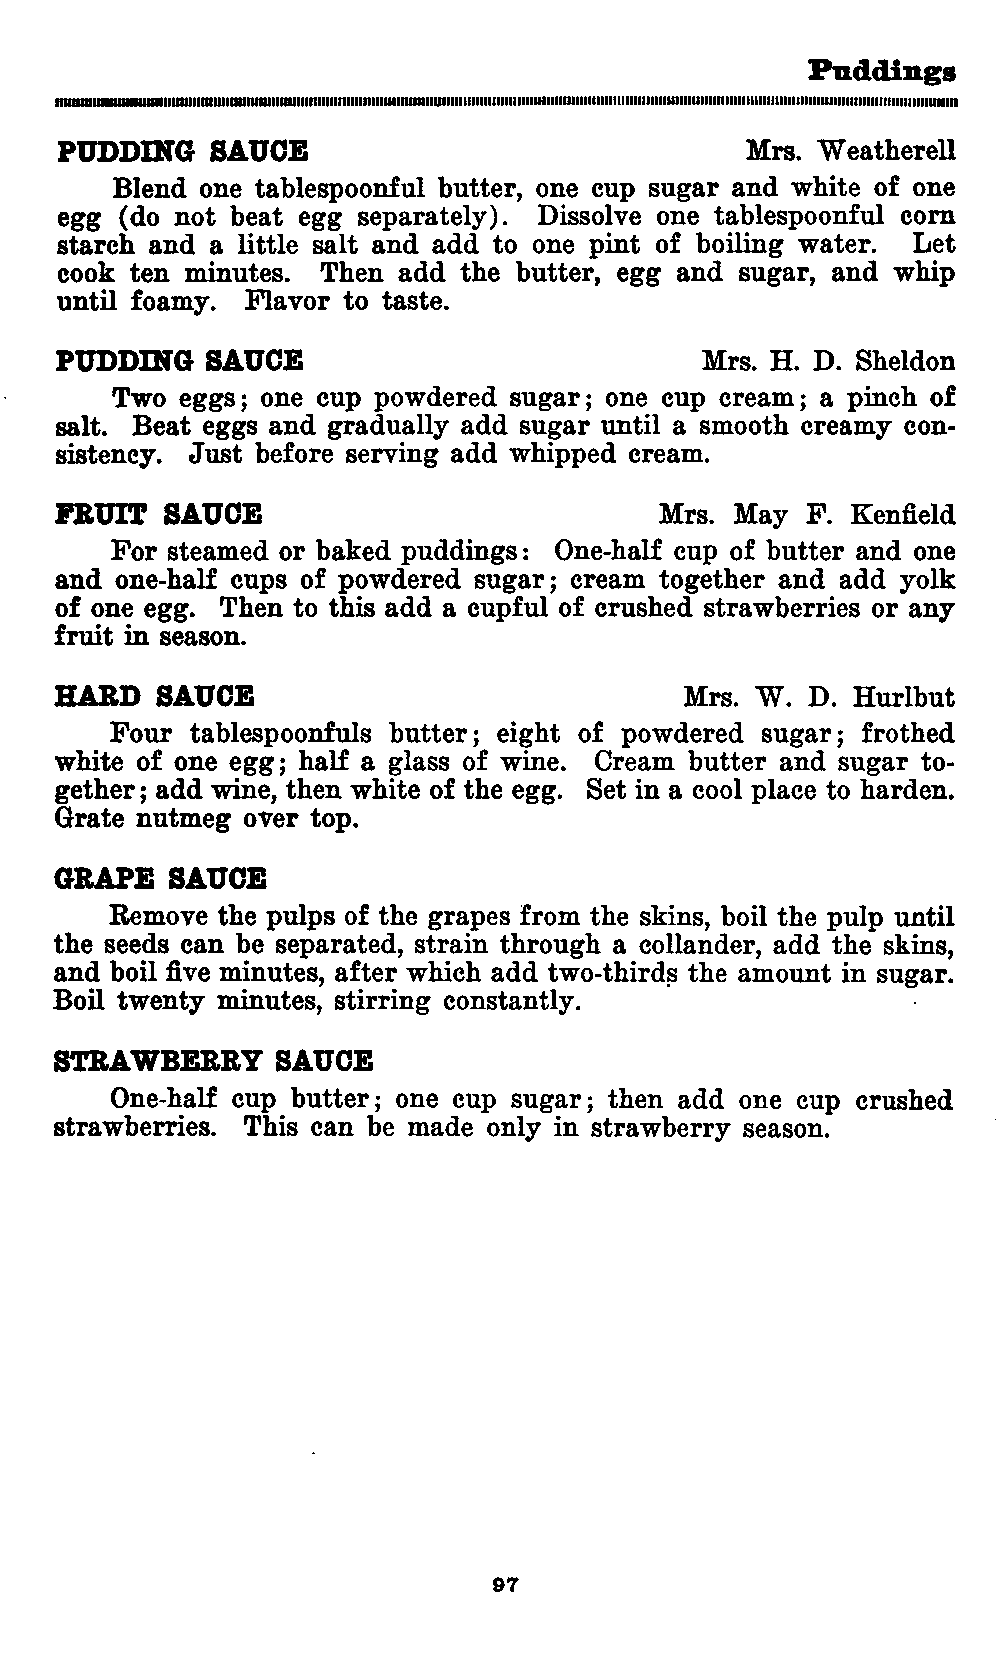 Puddings
PUDDING SAUCE Mrs. Weatherell
Blend one tablespoonful butter, one cup sugar and white of one
egg (do not beat egg separately). Dissolve one tablespoonful corn
starch and a little salt and add to one pint of boiling water. Let
cook ten minutes. Then add the butter, egg and sugar, and whip
until foamy. Flavor to taste.
PUDDING SAUCE Mrs. H. D. Sheldon
Two eggs; one cup powdered sugar; one cup cream; a pinch of
salt. Beat eggs and gradually add sugar until a smooth creamy con-
sistency. Just before serving add whipped cream.
FRUIT SAUCE Mrs. May F. Kenfield
For steamed or baked puddings: One-half cup of butter and one
and one-half cups of powdered sugar; cream together and add yolk
of one egg. Then to this add a cupful of crushed strawberries or any
fruit in season.
HARD SAUCE Mrs. W. D. Hurlbut
Four tablespoonfuls butter; eight of powdered sugar; frothed
white of one egg; half a glass of wine. Cream butter and sugar to-
gether; add wine, then white of the egg. Set in a cool place to harden.
Grate nutmeg over top.
GRAPE SAUCE
Remove the pulps of the grapes from the skins, boil the pulp until
the seeds can be separated, strain through a collander, add the skins,
and boil five minutes, after which add two-thirds the amount in sugar.
Boil twenty minutes, stirring constantly.
STRAWBERRY SAUCE
One-half cup butter; one cup sugar; then add one cup crushed
strawberries. This can be made only in strawberry season.
97